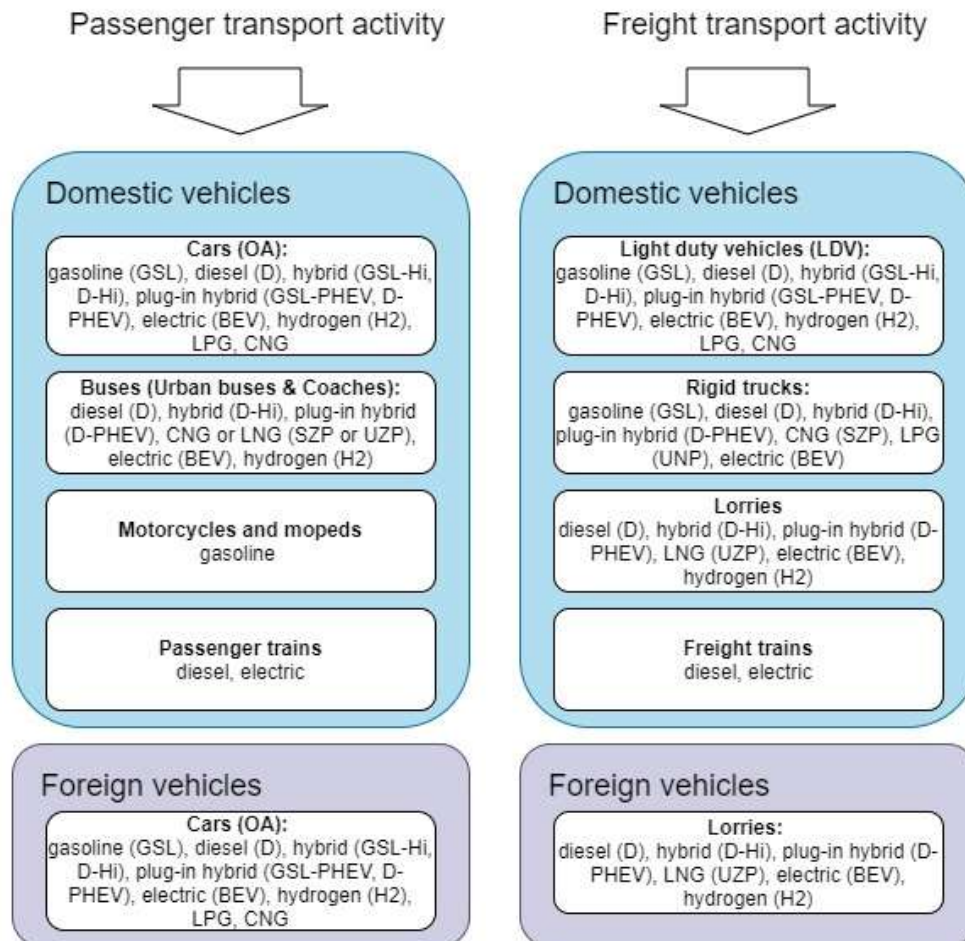 Passenger transport activity
Domestic vehicles
Cars (OA):
gasoline (GSL), diesel (D), hybrid (GSL-Hi,
D-Hi), plug-in hybrid (GSL-PHEV, D-
PHEV), electric (BEV), hydrogen (H2),
LPG, CNG
Buses (Urban buses & Coaches):
diesel (D), hybrid (D-Hi), plug-in hybrid
(D-PHEV), CNG or LNG (SZP or UZP),
electric (BEV), hydrogen (H2)
Motorcycles and mopeds
gasoline
Passenger trains
diesel, electric
Foreign vehicles
Cars (OA):
gasoline (GSL), diesel (D), hybrid (GSL-Hi,
D-Hi), plug-in hybrid (GSL-PHEV, D-
PHEV), electric (BEV), hydrogen (H2),
LPG, CNG
Freight transport activity
Domestic vehicles
Light duty vehicles (LDV):
gasoline (GSL), diesel (D), hybrid (GSL-Hi,
D-Hi), plug-in hybrid (GSL-PHEV, D-
PHEV), electric (BEV), hydrogen (H2),
LPG, CNG
Rigid trucks:
gasoline (GSL), diesel (D), hybrid (D-Hi),
plug-in hybrid (D-PHEV), CNG (SZP), LPG
(UNP), electric (BEV)
Lorries
diesel (D), hybrid (D-Hi), plug-in hybrid (D-
PHEV), LNG (UZP), electric (BEV),
hydrogen (H2)
Freight trains
diesel, electric
Foreign vehicles
Lorries:
diesel (D), hybrid (D-Hi), plug-in hybrid (D-
PHEV), LNG (UZP), electric (BEV),
hydrogen (H2)